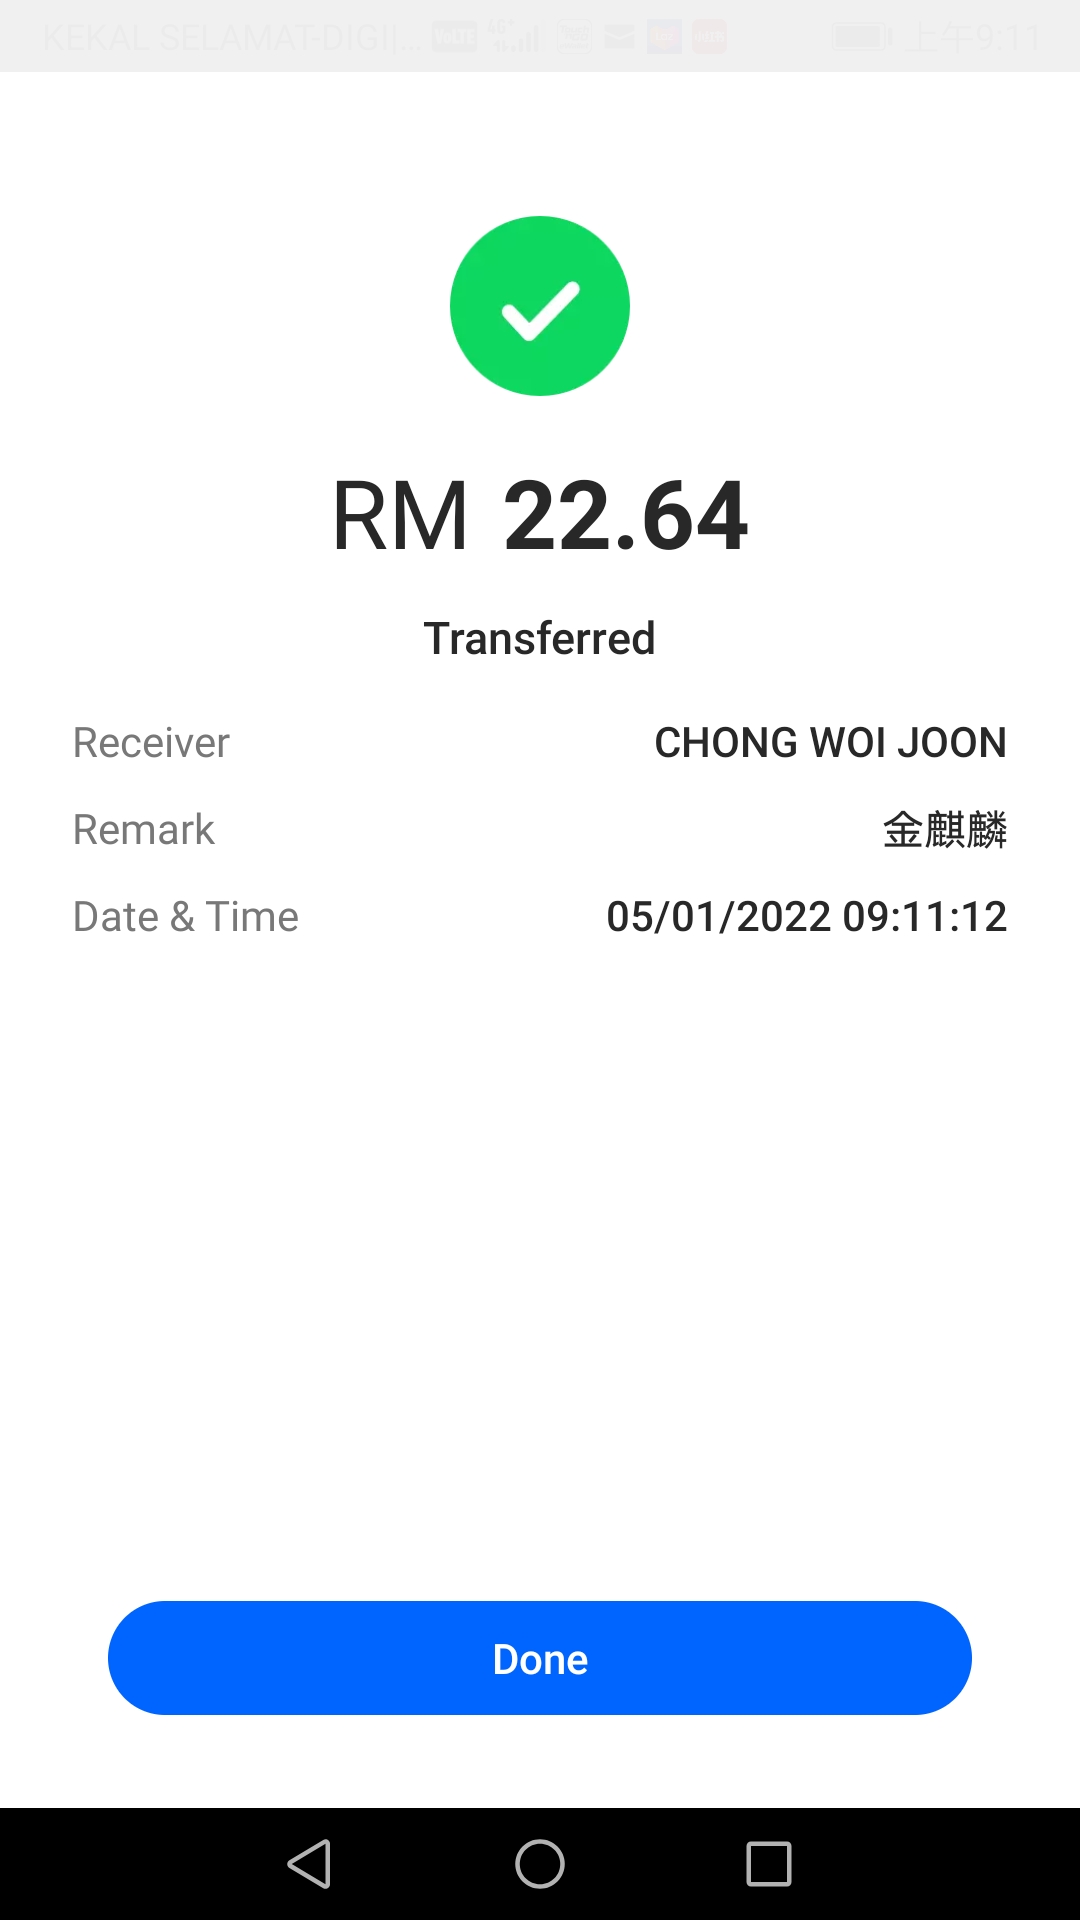 KEKAL SELAMAT-DIGI|... VoLTE 4G+ 上午9:11
RM 22.64
Transferred
Receiver CHONG WOI JOON
Remark 金麒麟
Date & Time 05/01/2022 09:11:12
Done